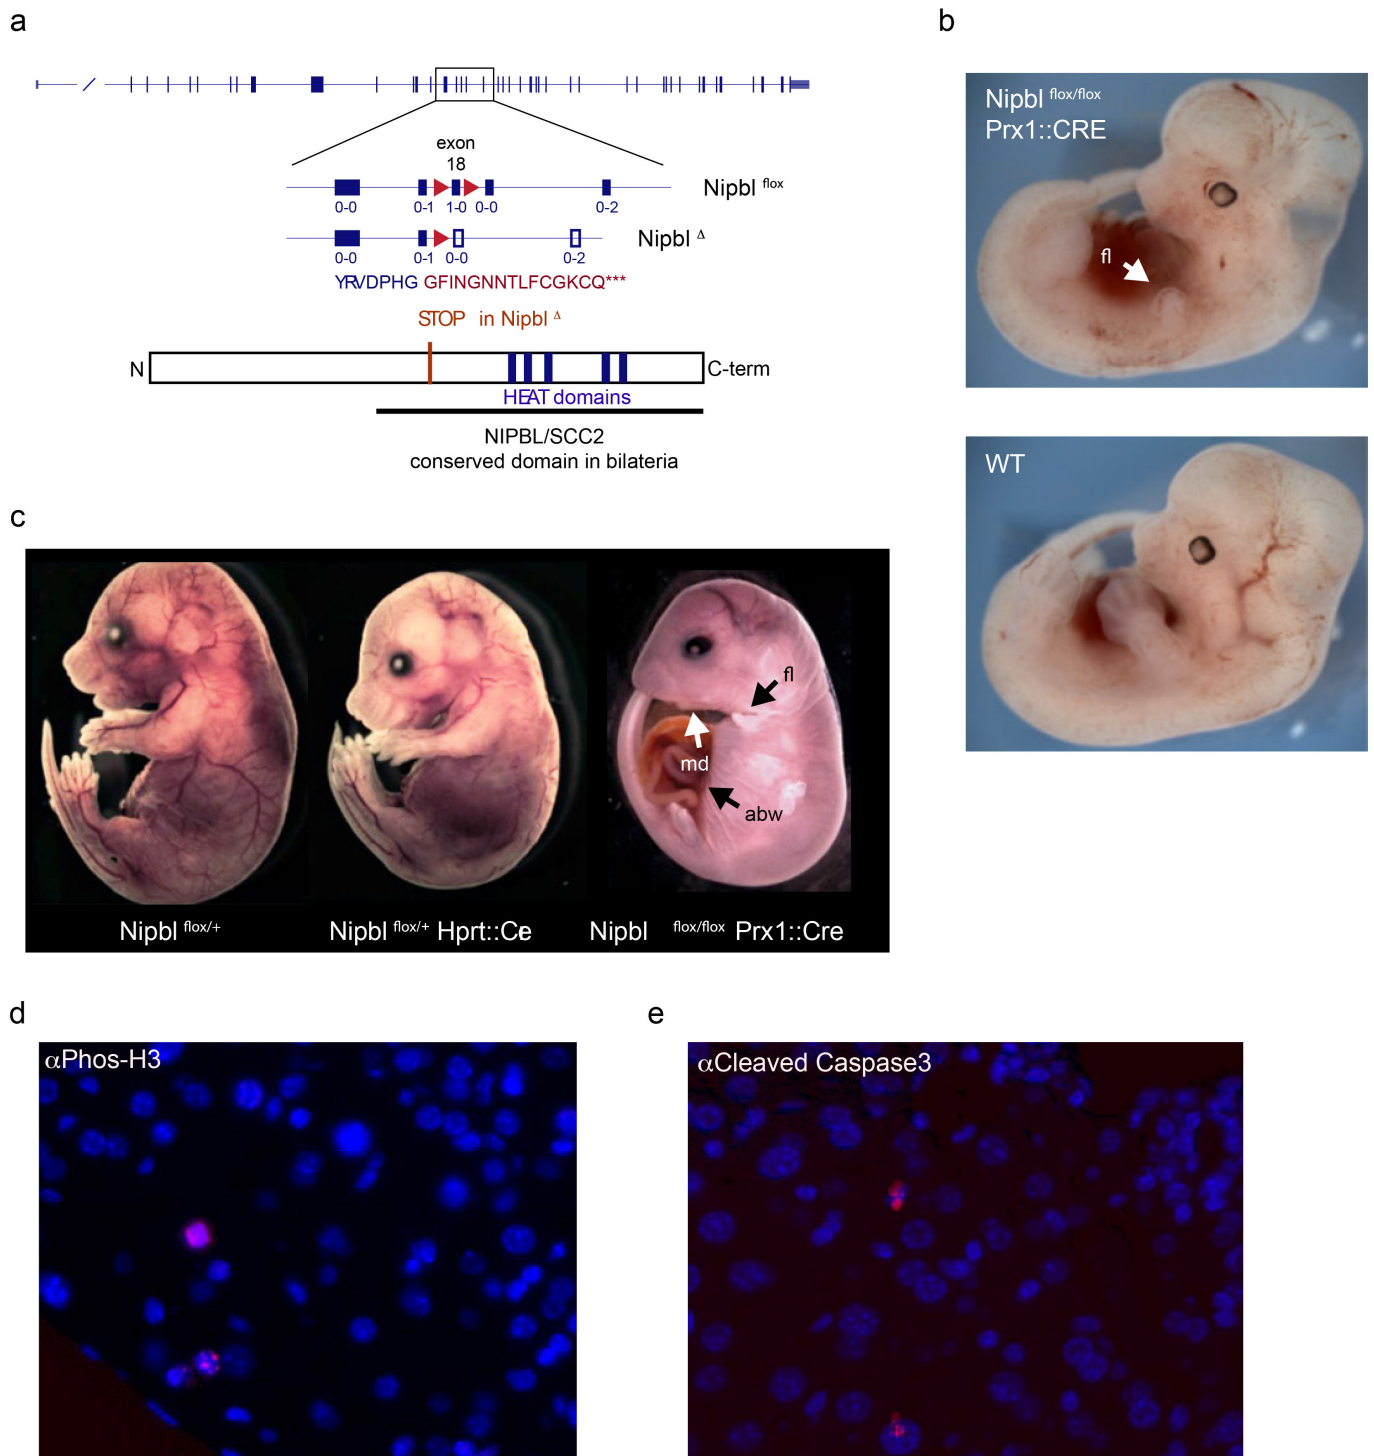 a
exon
18
Nipbl flox
0-0 0-1 1-0 0-0 0-2
Nipbl Δ
0-0 0-1 0-0 0-2
YRVDPHG GFINGNNTLFCGKCQ***
STOP in Nipbl Δ
N
C-term
HEAT domains
NIPBL/SCC2
conserved domain in bilateria
b
Nipbl flox/flox
Prx1::CRE
fl
WT
c
fl
md
abw
Nipbl flox/+
Nipbl flox/+ Hprt::Cre
Nipbl flox/flox Prx1::Cre
d
αPhos-H3
e
αCleaved Caspase3